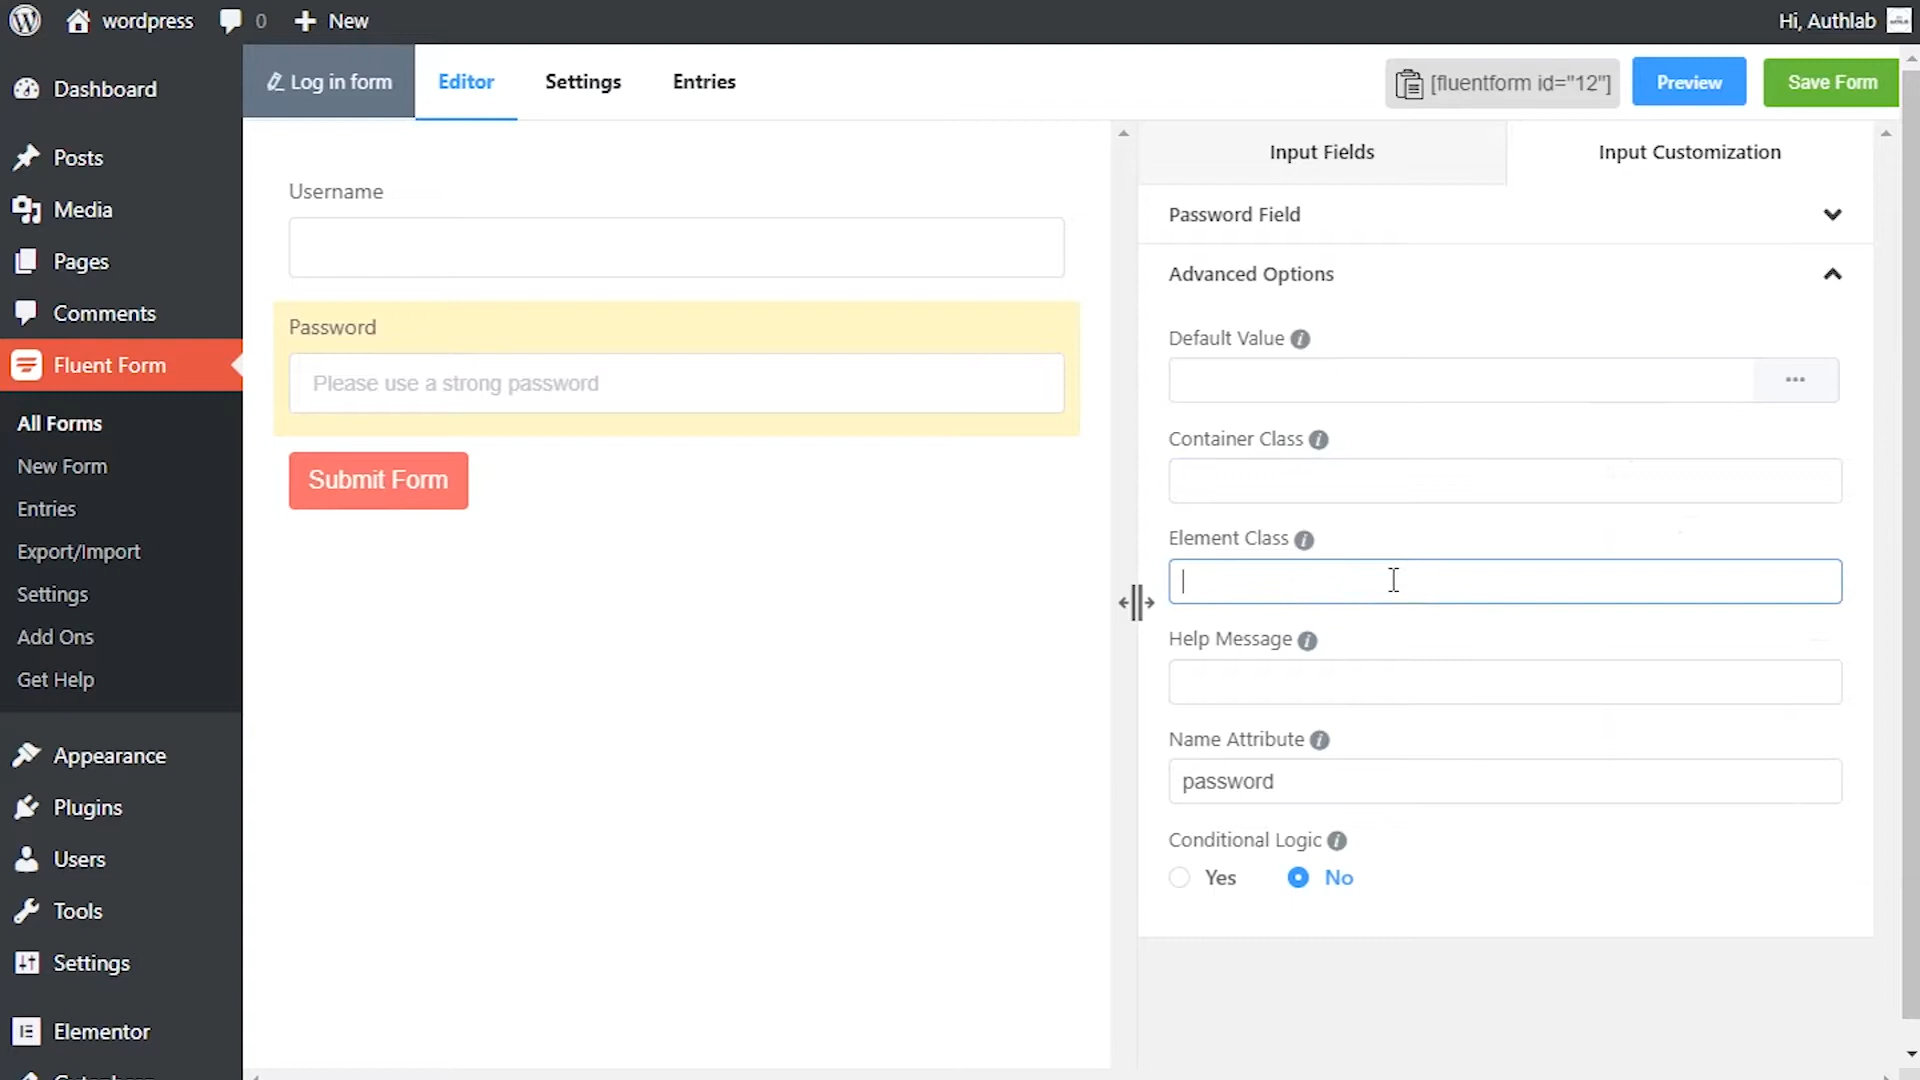 wordpress
0
New
Hi, Authlab
Dashboard
Posts
Media
Pages
Comments
Fluent Form
All Forms
New Form
Entries
Export/Import
Settings
Add Ons
Get Help
Appearance
Plugins
Users
Tools
Settings
Elementor
Log in form
Editor
Settings
Entries
[fluentform id="12"]
Preview
Save Form
Username
Password
Please use a strong password
Submit Form
Input Fields
Input Customization
Password Field
Advanced Options
Default Value
Container Class
Element Class
Help Message
Name Attribute
password
Conditional Logic
Yes
No